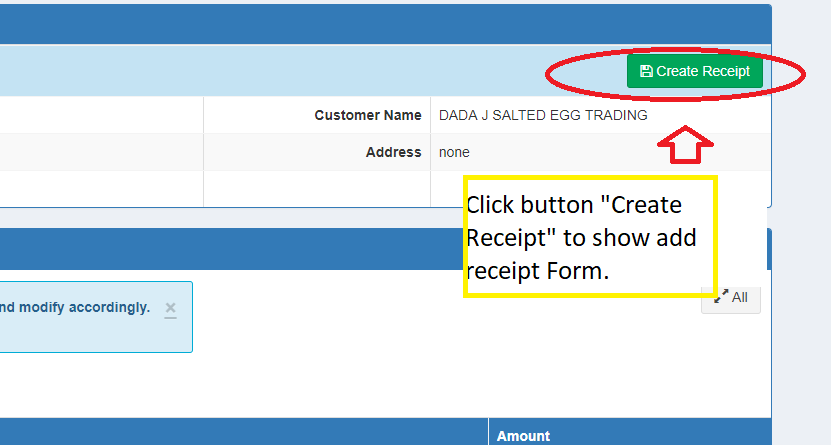 Create Receipt
Customer Name DADA J SALTED EGG TRADING
Address none
Click button "Create
Receipt" to show add
receipt Form.
nd modify accordingly. ×
All
Amount